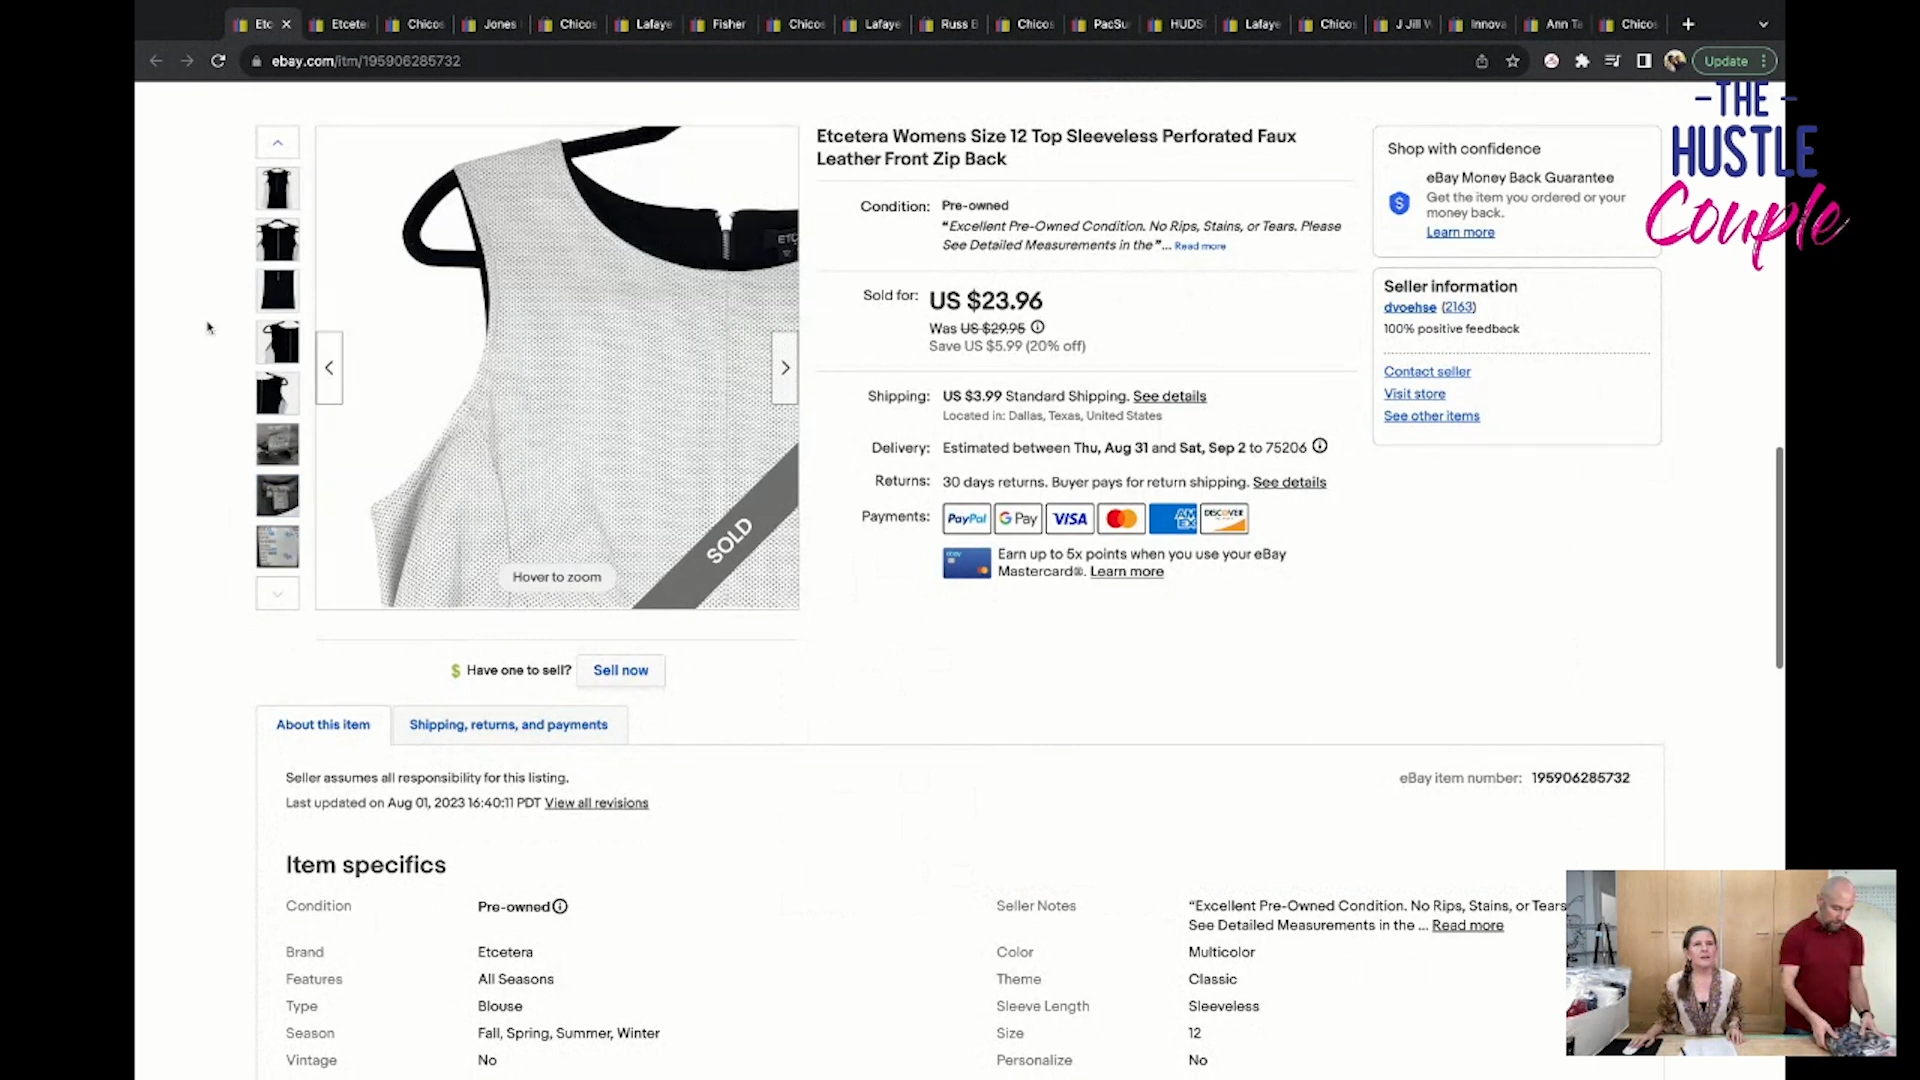 Etc
Etcete
Chicos
Jones
Chicos
Lafaye
Fisher
Chicos
Lafaye
Russ B
Chicos
PacSu
HUDS
Lafaye
Chicos
J Jill
Innova
Ann Ta
Chicos
ebay.com/itm/195906285732
Update
-THE-
HUSTLE
Couple
Etcetera Womens Size 12 Top Sleeveless Perforated Faux
Leather Front Zip Back
Condition: Pre-owned
“Excellent Pre-Owned Condition. No Rips, Stains, or Tears. Please
See Detailed Measurements in the”... Read more
Sold for: US $23.96
Was US $29.95
Save US $5.99 (20% off)
Shipping: US $3.99 Standard Shipping. See details
Located in: Dallas, Texas, United States
Delivery: Estimated between Thu, Aug 31 and Sat, Sep 2 to 75206
Returns: 30 days returns. Buyer pays for return shipping. See details
Payments: PayPal G Pay VISA AM EX DISCOVER
Earn up to 5x points when you use your eBay
Mastercard®. Learn more
Shop with confidence
eBay Money Back Guarantee
Get the item you ordered or your
money back.
Learn more
Seller information
dvoehse (2163)
100% positive feedback
Contact seller
Visit store
See other items
ETC
SOLD
Hover to zoom
Have one to sell? Sell now
About this item
Shipping, returns, and payments
Seller assumes all responsibility for this listing.
Last updated on Aug 01, 2023 16:40:11 PDT View all revisions
eBay item number: 195906285732
Item specifics
Condition Pre-owned
Seller Notes “Excellent Pre-Owned Condition. No Rips, Stains, or Tears
See Detailed Measurements in the ... Read more
Brand Etcetera
Color Multicolor
Features All Seasons
Theme Classic
Type Blouse
Sleeve Length Sleeveless
Season Fall, Spring, Summer, Winter
Size 12
Vintage No
Personalize No